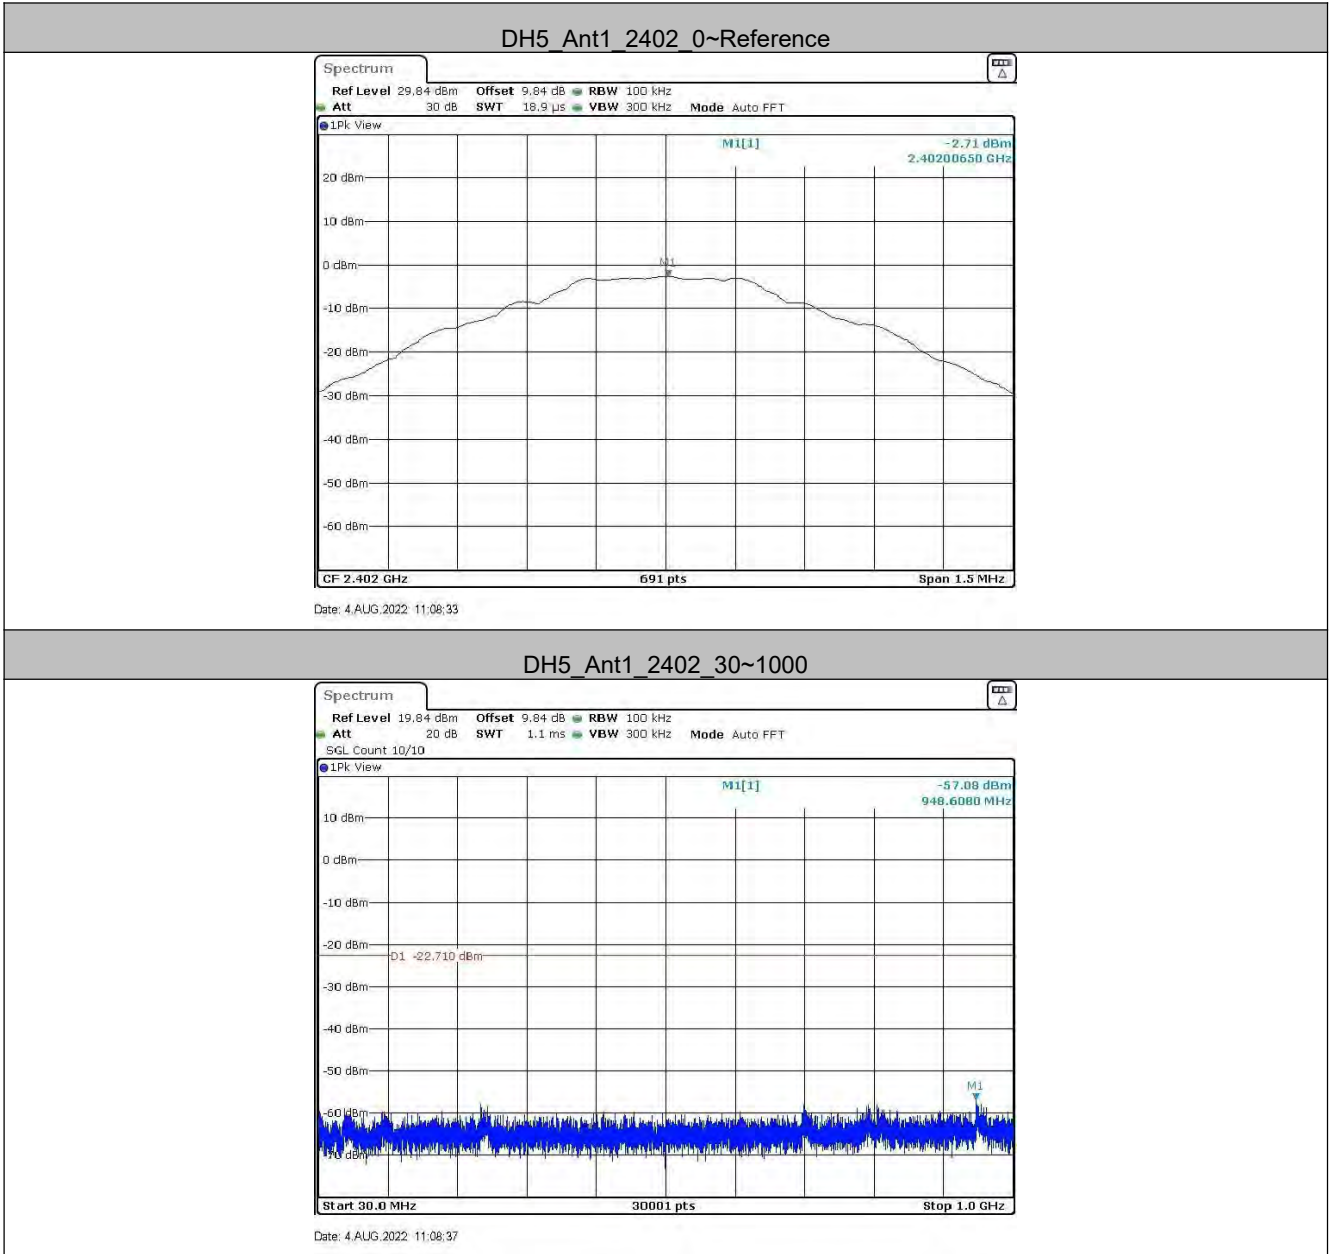 DH5_Ant1_2402_0~Reference
Spectrum
Ref Level 29.84 dBm Offset 9.84 dB RBW 100 kHz
Att 30 dB SWT 18.9 µs VBW 300 kHz Mode Auto FFT
1Pk View
M1[1] -2.71 dBm
2.40200650 GHz
20 dBm
10 dBm
M1
0 dBm
-10 dBm
-20 dBm
-30 dBm
-40 dBm
-50 dBm
-60 dBm
CF 2.402 GHz 691 pts Span 1.5 MHz
Date: 4.AUG.2022 11:08:33
DH5_Ant1_2402_30~1000
Spectrum
Ref Level 19.84 dBm Offset 9.84 dB RBW 100 kHz
Att 20 dB SWT 1.1 ms VBW 300 kHz Mode Auto FFT
SGL Count 10/10
1Pk View
M1[1] -57.08 dBm
948.6080 MHz
10 dBm
0 dBm
-10 dBm
-20 dBm
D1 -22.710 dBm
-30 dBm
-40 dBm
-50 dBm
M1
-60 dBm
-70 dBm
Start 30.0 MHz 30001 pts Stop 1.0 GHz
Date: 4.AUG.2022 11:08:37